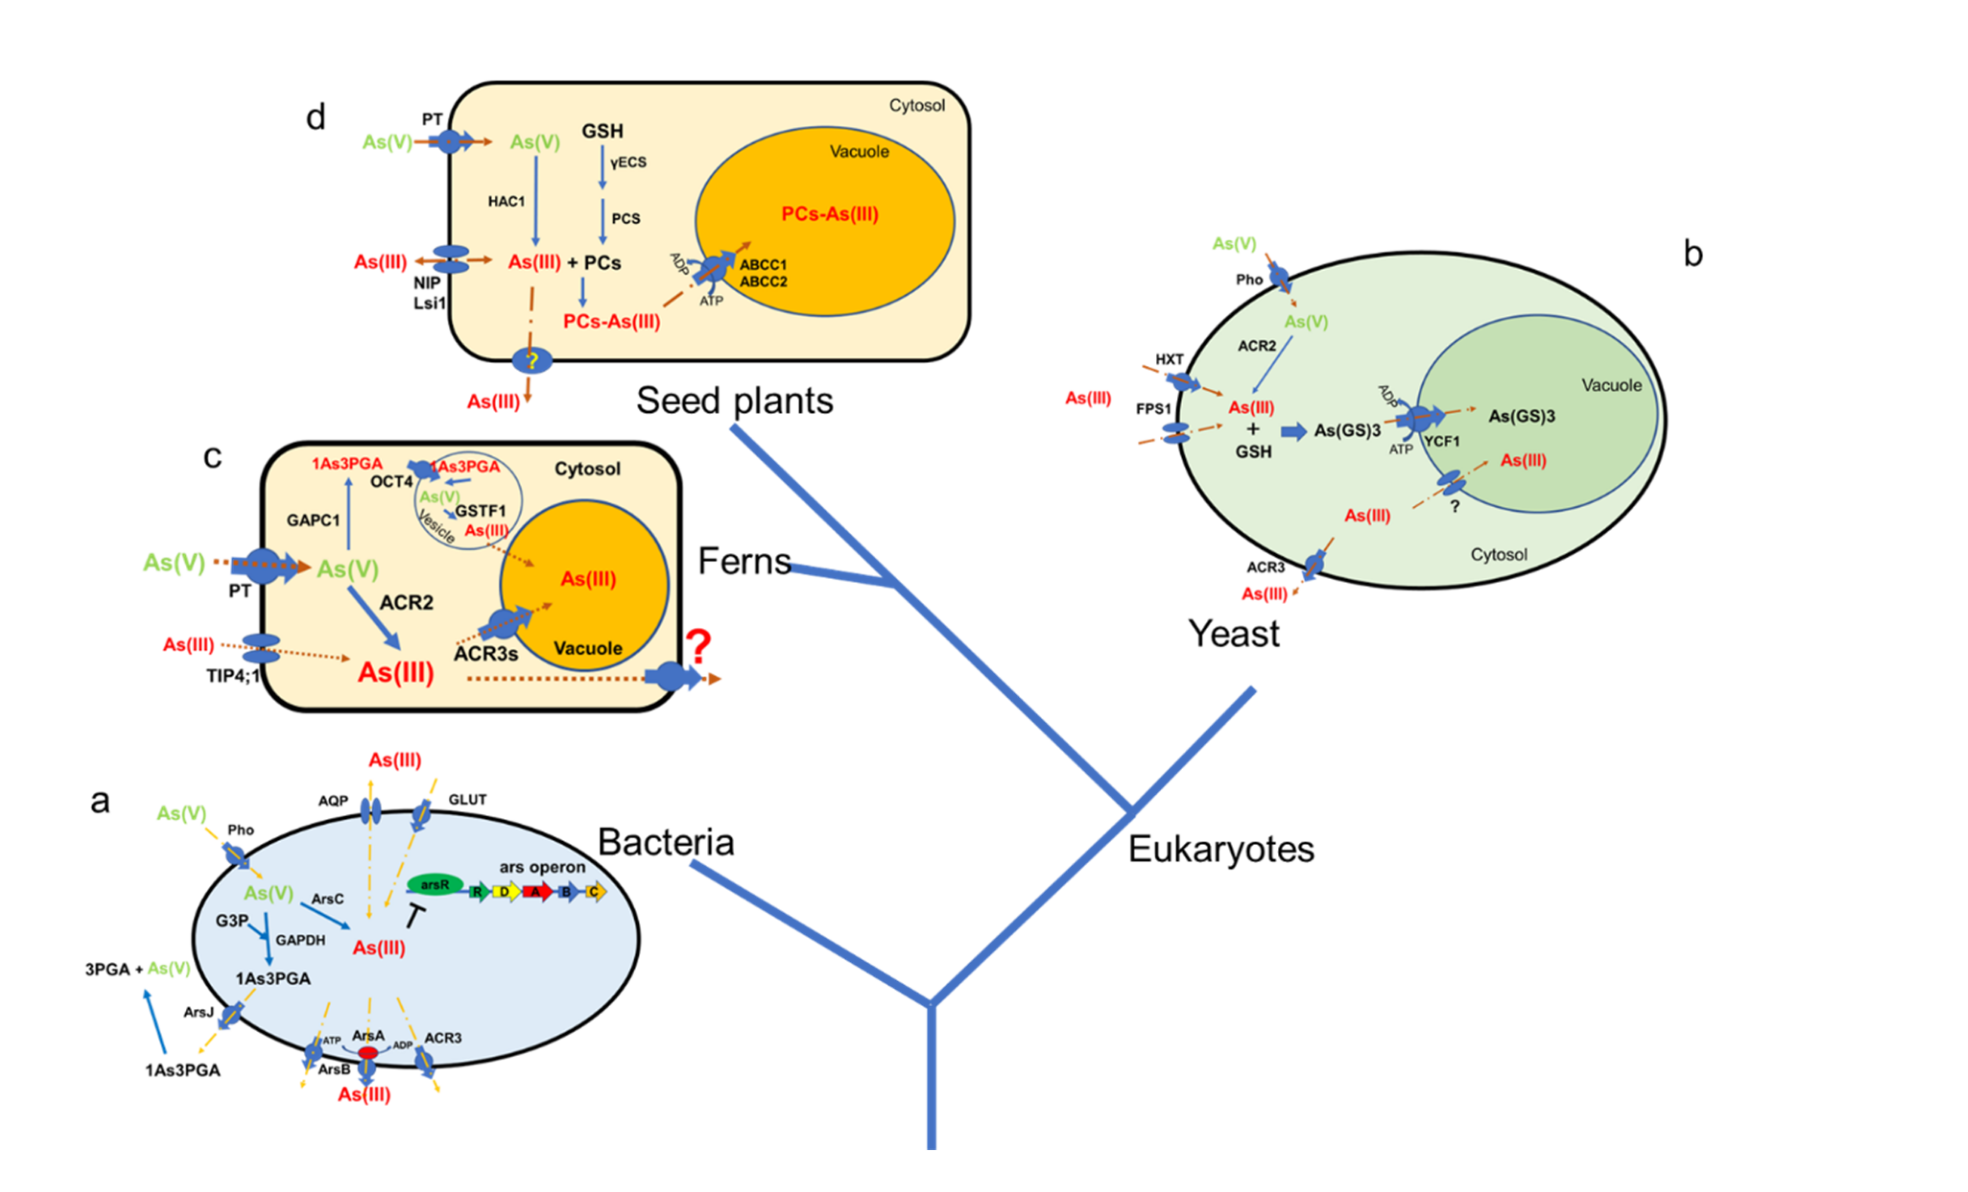 d
Cytosol
PT
As(V)
As(V)
GSH
γECS
Vacuole
HAC1
PCS
PCs-As(III)
As(III)
As(III) + PCs
NIP
Lsi1
ADP
ATP
ABCC1
ABCC2
PCs-As(III)
?
As(III)
Seed plants
c
1As3PGA
OCT4
1As3PGA
Cytosol
As(V)
GSTF1
Vesicle
As(III)
GAPC1
As(V)
As(V)
PT
ACR2
As(III)
As(III)
TIP4;1
As(III)
ACR3s
Vacuole
?
Ferns
b
As(V)
Pho
As(V)
HXT
ACR2
Vacuole
As(III)
FPS1
As(III)
+
GSH
As(GS)3
ADP
ATP
YCF1
As(GS)3
As(III)
?
As(III)
Cytosol
ACR3
As(III)
Yeast
Eukaryotes
a
As(III)
AQP
GLUT
As(V)
Pho
Bacteria
ars operon
arsR
R D A B C
As(V)
ArsC
G3P
GAPDH
As(III)
3PGA + As(V)
1As3PGA
ArsJ
1As3PGA
ATP
ArsA
ADP
ACR3
ArsB
As(III)